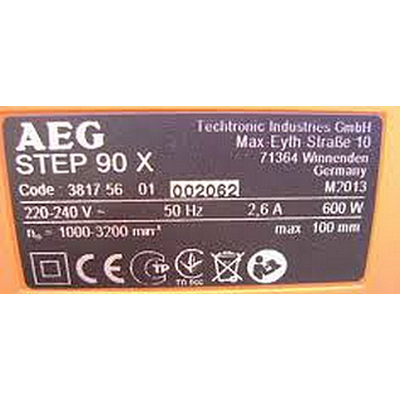 AEG
STEP 90 X
Techtronic Industries GmbH
Max-Eyth-Straße 10
71364 Winnenden
Germany
Code : 3817 56 01 002062 M2013
220-240 V ~ 50 Hz 2,6 A 600 W
n₀ = 1000-3200 min⁻¹ max 100 mm
CE